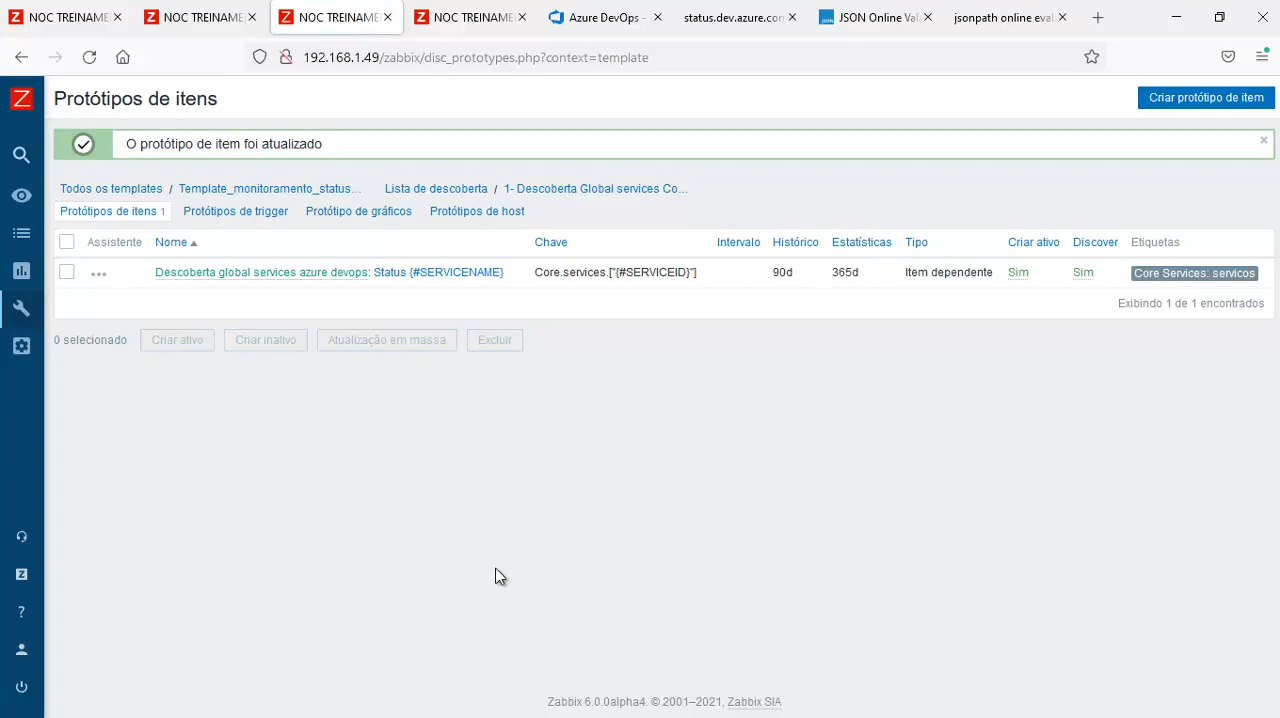 NOC TREINAME
NOC TREINAME
NOC TREINAME
NOC TREINAME
Azure DevOps -
status.dev.azure.con
JSON Online Vali
jsonpath online eval
192.168.1.49/zabbix/disc_prototypes.php?context=template
Z
Protótipos de itens
Criar protótipo de item
O protótipo de item foi atualizado
Todos os templates / Template_monitoramento_status... Lista de descoberta / 1- Descoberta Global services Co...
Protótipos de itens 1 Protótipos de trigger Protótipo de gráficos Protótipos de host
Assistente Nome Chave Intervalo Histórico Estatísticas Tipo Criar ativo Discover Etiquetas
Descoberta global services azure devops: Status {#SERVICENAME} Core.services.["{#SERVICEID}"] 90d 365d Item dependente Sim Sim Core Services: servicos
Exibindo 1 de 1 encontrados
0 selecionado Criar ativo Criar inativo Atualização em massa Excluir
Z
?
Zabbix 6.0.0alpha4. © 2001–2021, Zabbix SIA